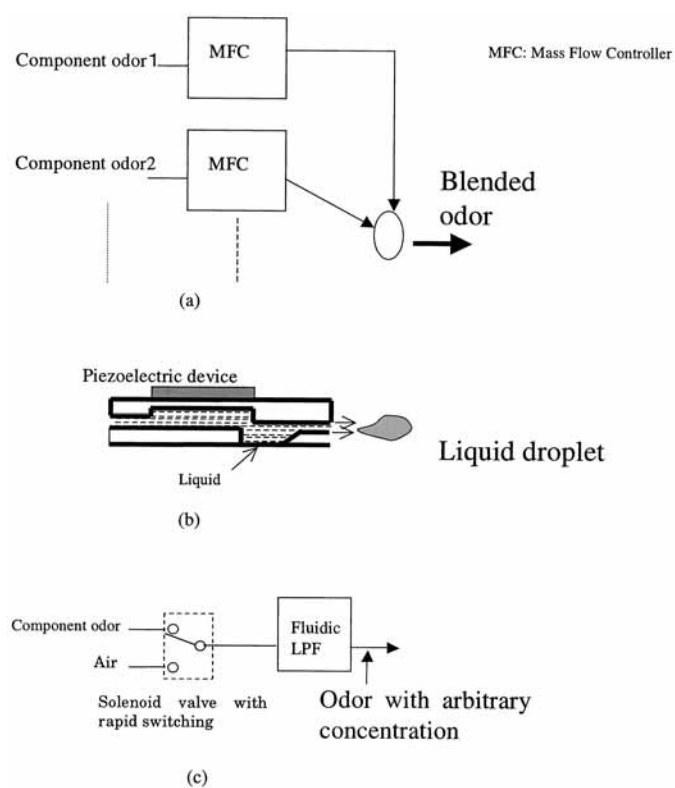 MFC
MFC: Mass Flow Controller
Component odor1
Component odor2
MFC
Blended
odor
(a)
Piezoelectric device
Liquid droplet
Liquid
(b)
Component odor
Fluidic
LPF
Air
Solenoid valve with
rapid switching
Odor with arbitrary
concentration
(c)